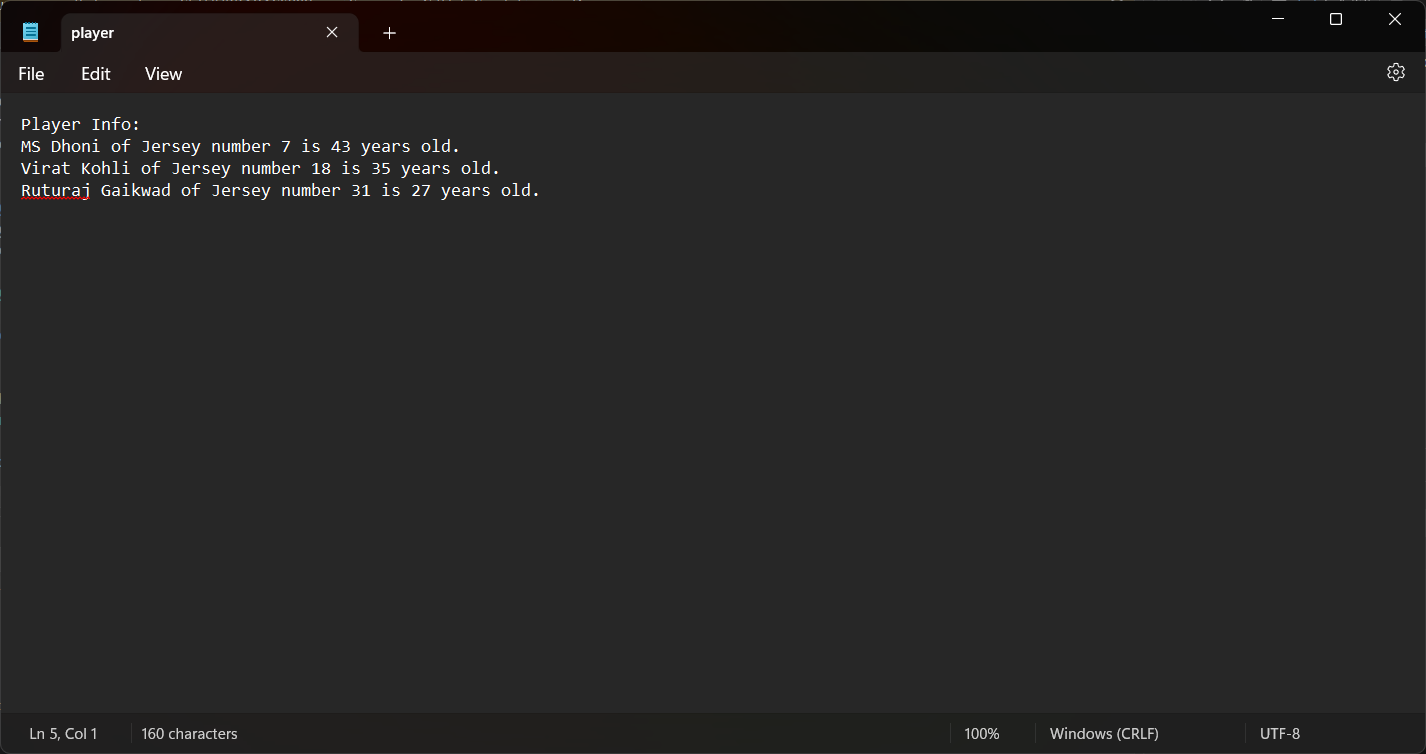 player
File Edit View
Player Info:
MS Dhoni of Jersey number 7 is 43 years old.
Virat Kohli of Jersey number 18 is 35 years old.
Ruturaj Gaikwad of Jersey number 31 is 27 years old.
Ln 5, Col 1 160 characters 100% Windows (CRLF) UTF-8